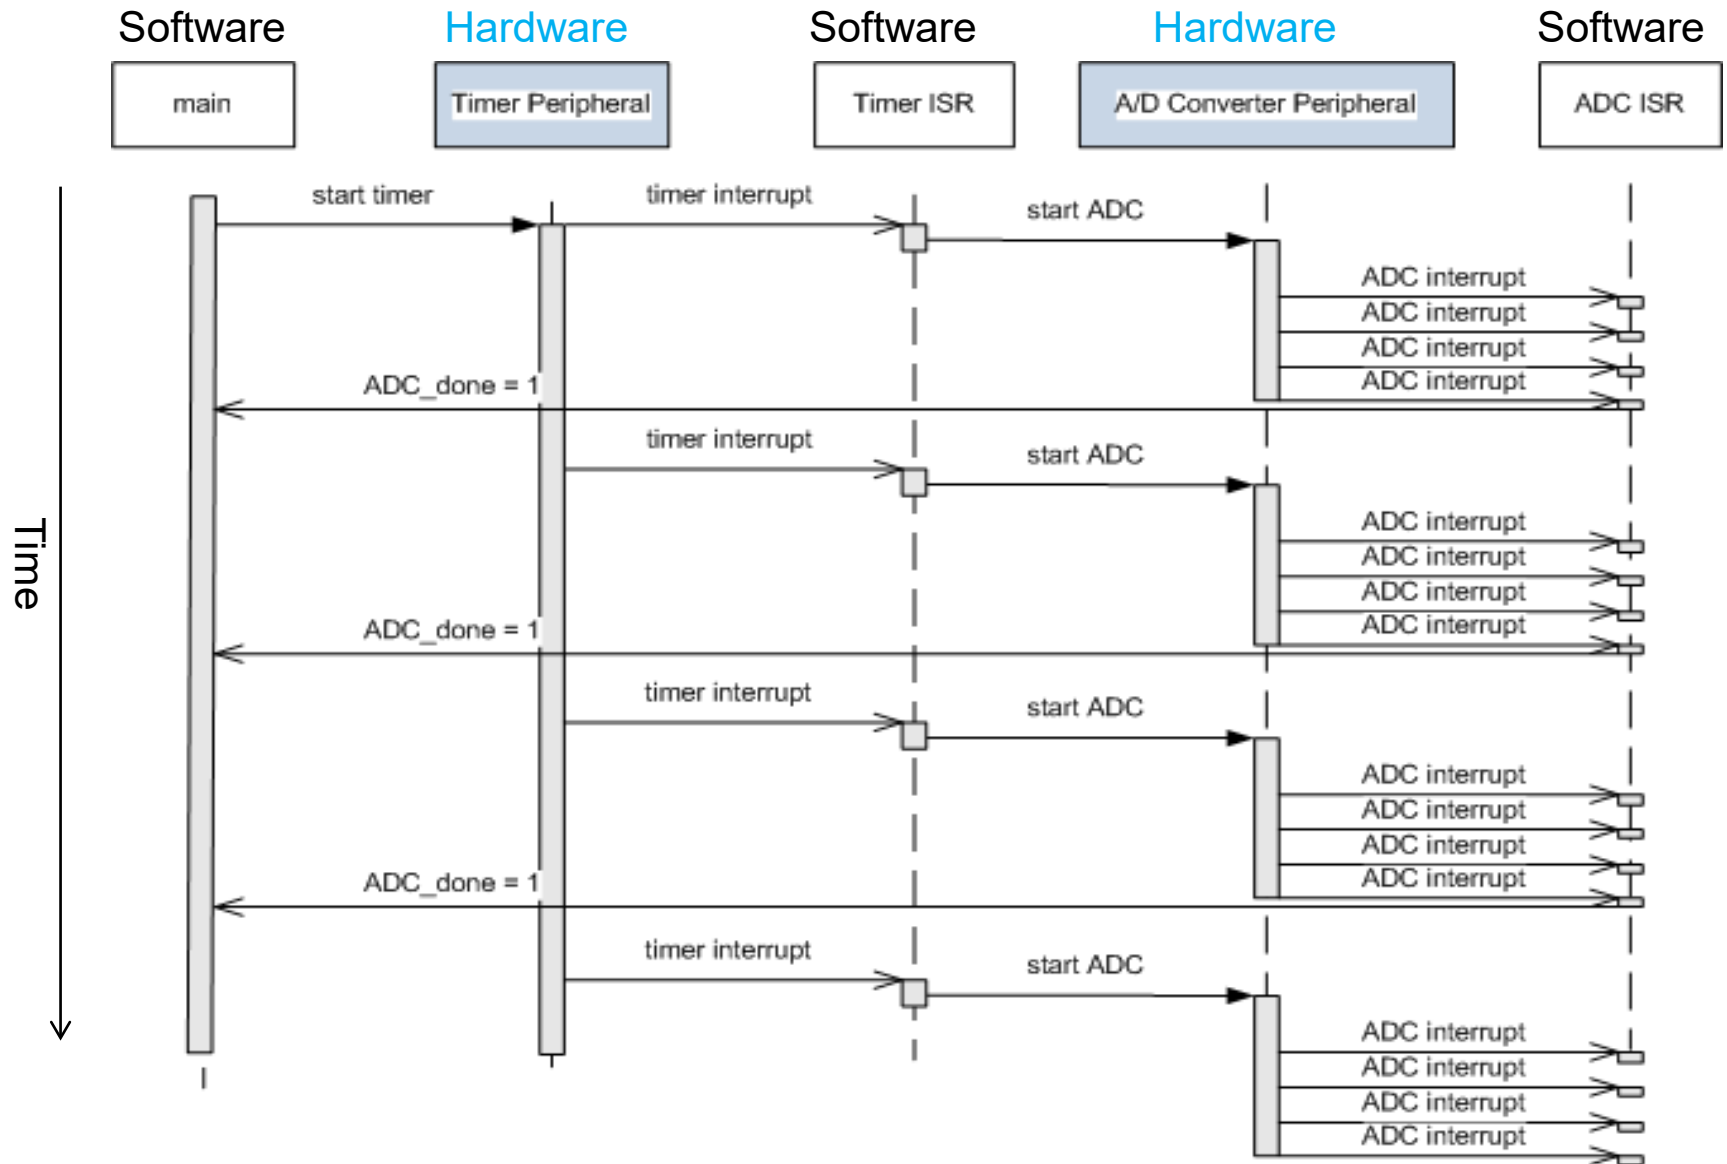 Software Hardware Software Hardware Software
main Timer Peripheral Timer ISR A/D Converter Peripheral ADC ISR
start timer timer interrupt start ADC
ADC interrupt
ADC interrupt
ADC interrupt
ADC_done = 1 ADC interrupt
timer interrupt start ADC
ADC interrupt
Time
ADC interrupt
ADC interrupt
ADC_done = 1 ADC interrupt
timer interrupt start ADC
ADC interrupt
ADC interrupt
ADC interrupt
ADC_done = 1 ADC interrupt
timer interrupt start ADC
ADC interrupt
ADC interrupt
ADC interrupt
ADC interrupt